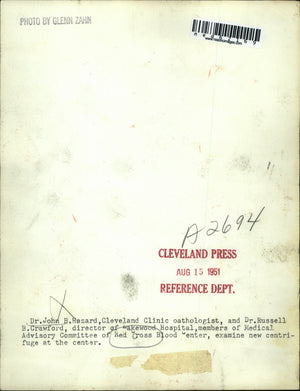 PHOTO BY GLENN ZAHN
A2694
CLEVELAND PRESS
AUG 15 1951
REFERENCE DEPT.
Dr.John B.Hazard,Cleveland Clinic oathologist, and Dr.Russell
B.Crawford, director of Lakewood Hospital,members of Medical
Advisory Committee of Red Cross Blood Center, examine new centri-
fuge at the center.